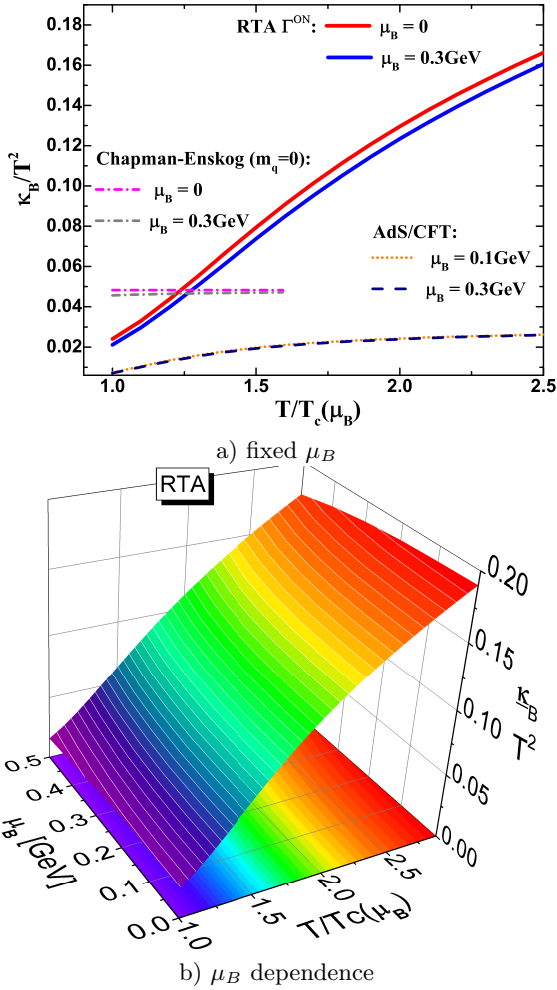 RTA Γ^ON: μ_B = 0
μ_B = 0.3GeV
Chapman-Enskog (m_q=0):
μ_B = 0
μ_B = 0.3GeV
AdS/CFT:
μ_B = 0.1GeV
μ_B = 0.3GeV
κ_B/T²
0.18
0.16
0.14
0.12
0.10
0.08
0.06
0.04
0.02
1.0 1.5 2.0 2.5
T/T_c(μ_B)
a) fixed μ_B
RTA
0.20
0.15
0.10
0.05
0.00
κ_B
T²
0.5
0.4
0.3
0.2
0.1
0.0
μ_B [GeV]
1.0
1.5
2.0
2.5
T/Tc(μ_B)
b) μ_B dependence